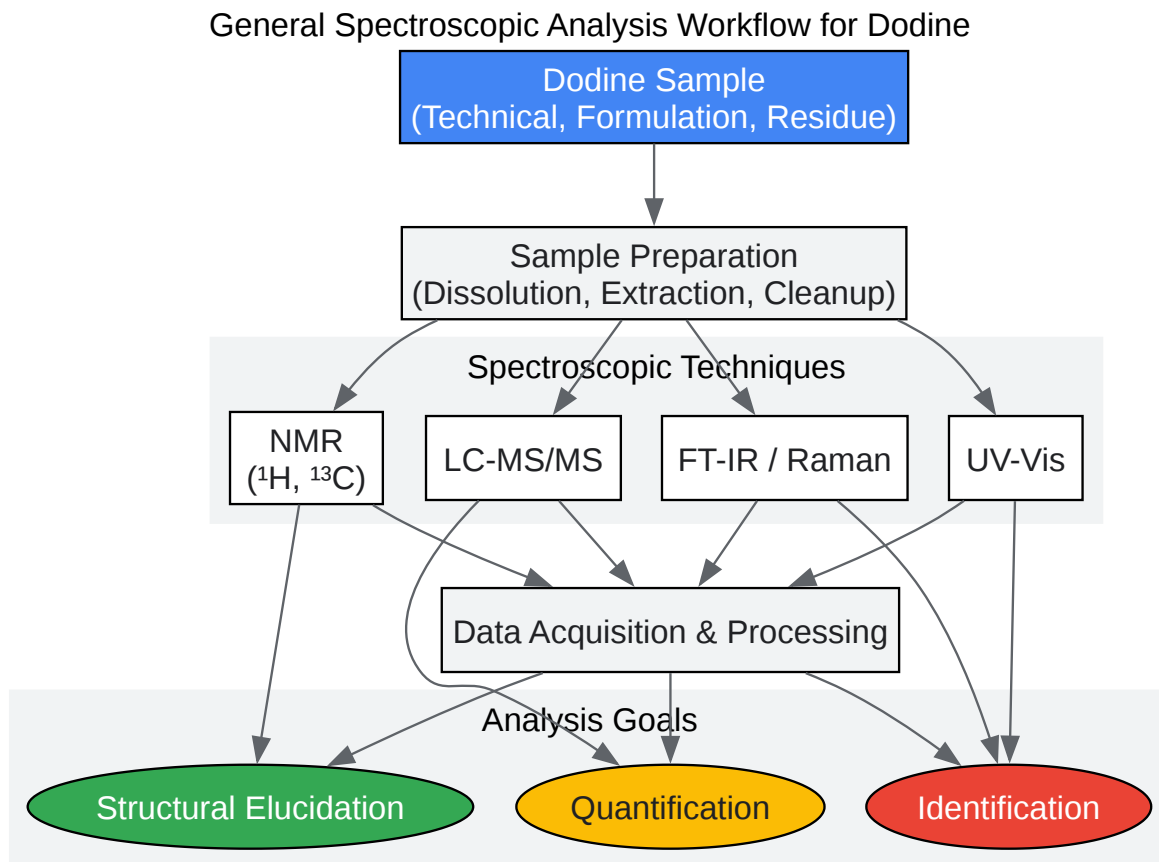 General Spectroscopic Analysis Workflow for Dodine
Dodine Sample
(Technical, Formulation, Residue)
Sample Preparation
(Dissolution, Extraction, Cleanup)
Spectroscopic Techniques
NMR
(¹H, ¹³C)
LC-MS/MS
FT-IR / Raman
UV-Vis
Data Acquisition & Processing
Analysis Goals
Structural Elucidation
Quantification
Identification